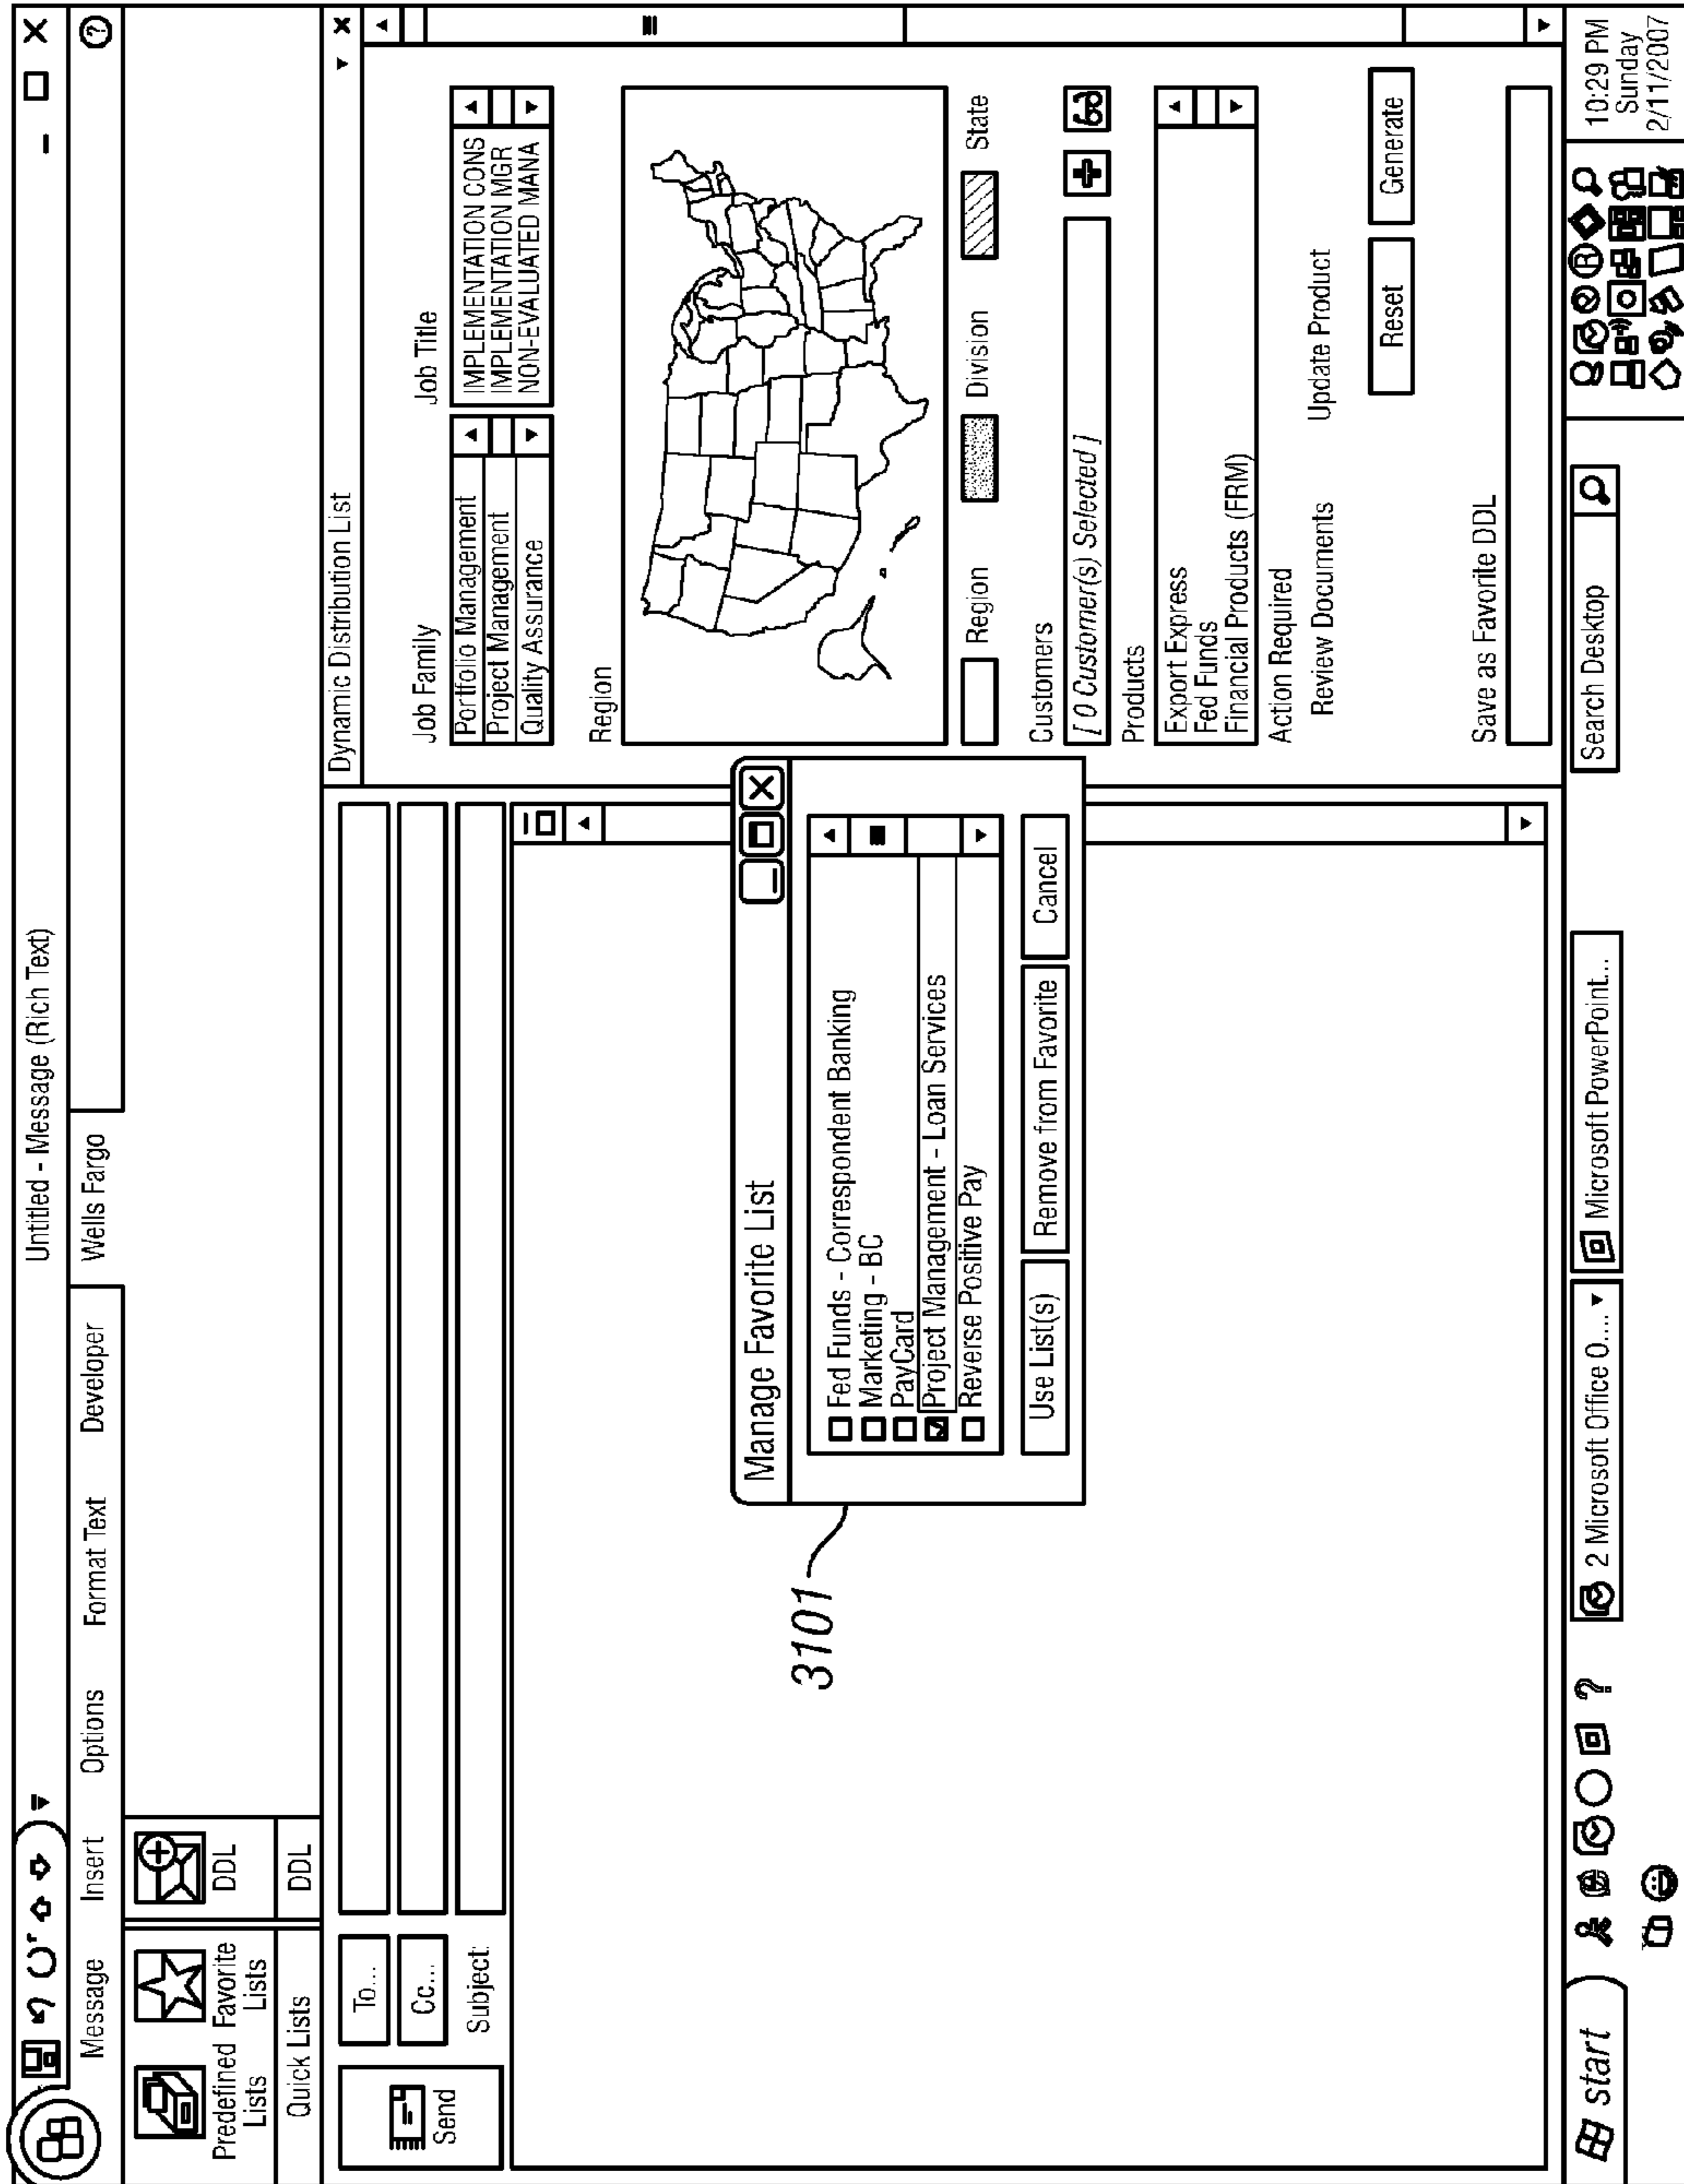 Untitled - Message (Rich Text)
Message Insert Options Format Text Developer Wells Fargo
Predefined Lists
Favorite Lists
DDL
Quick Lists
DDL
Send
To...
Cc...
Subject:
Dynamic Distribution List
Job Family
Job Title
Portfolio Management
Project Management
Quality Assurance
IMPLEMENTATION CONS
IMPLEMENTATION MGR
NON-EVALUATED MANA
Region
Region Division State
Customers
[ 0 Customer(s) Selected ]
Products
Export Express
Fed Funds
Financial Products (FRM)
Action Required
Review Documents Update Product
Reset Generate
Save as Favorite DDL
3101
Manage Favorite List
Fed Funds - Correspondent Banking
Marketing - BC
PayCard
Project Management - Loan Services
Reverse Positive Pay
Use List(s) Remove from Favorite Cancel
start
2 Microsoft Office O....
Microsoft PowerPoint...
Search Desktop
10:29 PM
Sunday
2/11/2007